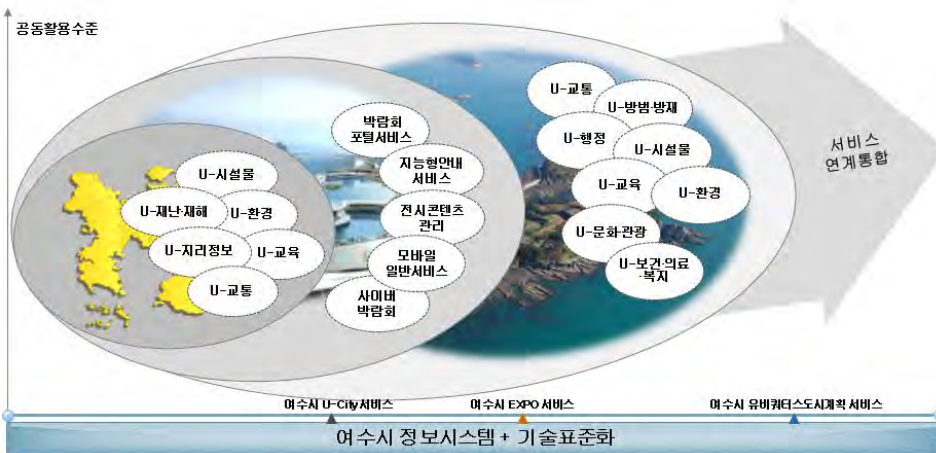 공동활용수준
U-시설물
U-재난·재해
U-환경
U-지리정보
U-교육
U-교통
박람회
포털서비스
지능형안내
서비스
전시콘텐츠
관리
모바일
일반서비스
사이버
박람회
U-교통
U-방범·방재
U-행정
U-시설물
U-교육
U-환경
U-문화·관광
U-보건·의료
·복지
서비스
연계통합
여수시 U-City 서비스
여수시 EXPO 서비스
여수시 유비쿼터스도시계획 서비스
여수시 정보시스템 + 기술표준화